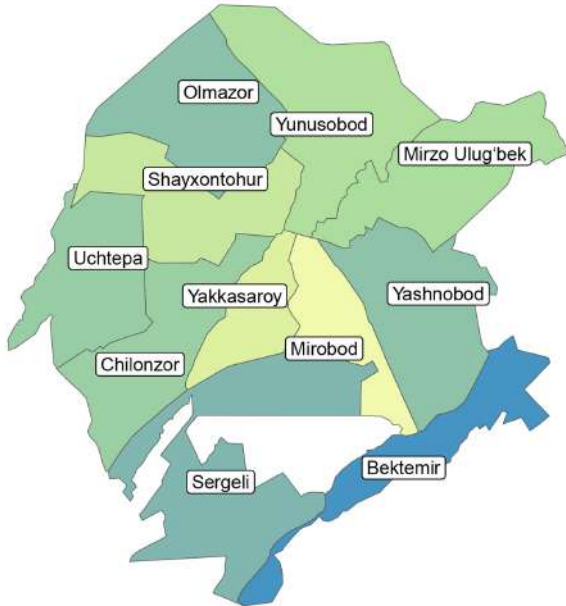 Olmazor
Yunusobod
Mirzo Ulug‘bek
Shayxontohur
Uchtepa
Yakkasaroy
Yashnobod
Mirobod
Chilonzor
Bektemir
Sergeli